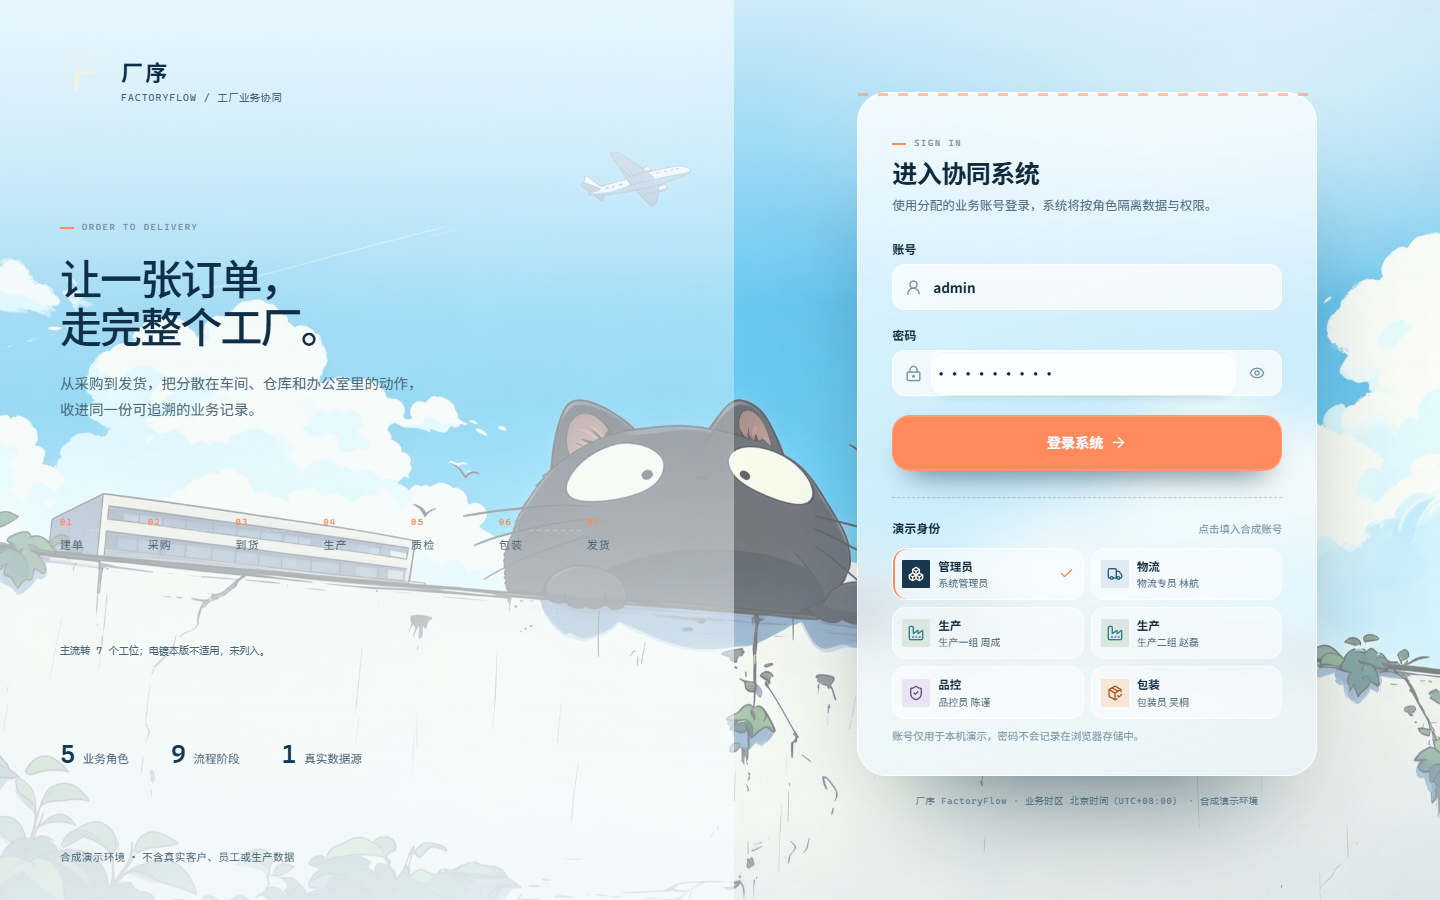 厂序
FACTORYFLOW / 工厂业务协同
ORDER TO DELIVERY
让一张订单，
走完整个工厂。
从采购到发货，把分散在车间、仓库和办公室里的动作，
收进同一份可追溯的业务记录。
01 02 03 04 05 06 07
建单 采购 到货 生产 质检 包装 发货
主流转 7 个工位；电镀本版不适用，未列入。
5 业务角色 9 流程阶段 1 真实数据源
合成演示环境 • 不含真实客户、员工或生产数据
SIGN IN
进入协同系统
使用分配的业务账号登录，系统将按角色隔离数据与权限。
账号
admin
密码
•••••••••
登录系统 →
演示身份 点击填入合成账号
管理员
系统管理员
物流
物流专员 林航
生产
生产一组 周成
生产
生产二组 赵磊
品控
品控员 陈谨
包装
包装员 吴桐
账号仅用于本机演示，密码不会记录在浏览器存储中。
厂序 FactoryFlow · 业务时区 北京时间（UTC+08:00） · 合成演示环境